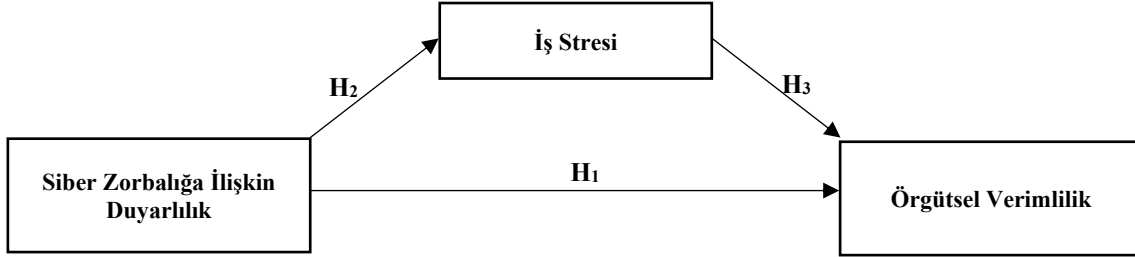 İş Stresi
H2
H3
Siber Zorbalığa İlişkin
Duyarlılık
H1
Örgütsel Verimlilik